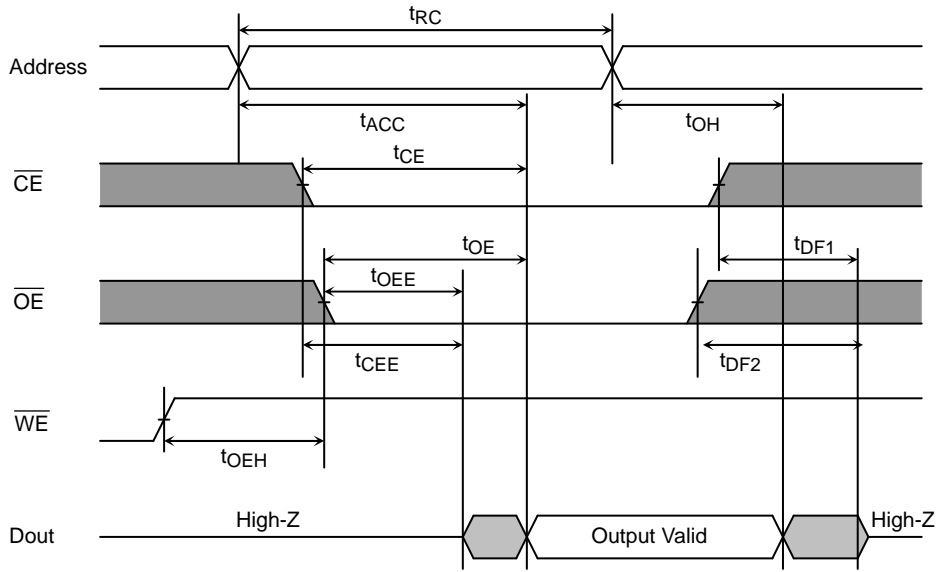 tRC
Address
tACC
tOH
tCE
CE
tOE
tDF1
tOEE
OE
tCEE
tDF2
WE
tOEH
High-Z
High-Z
Dout
Output Valid